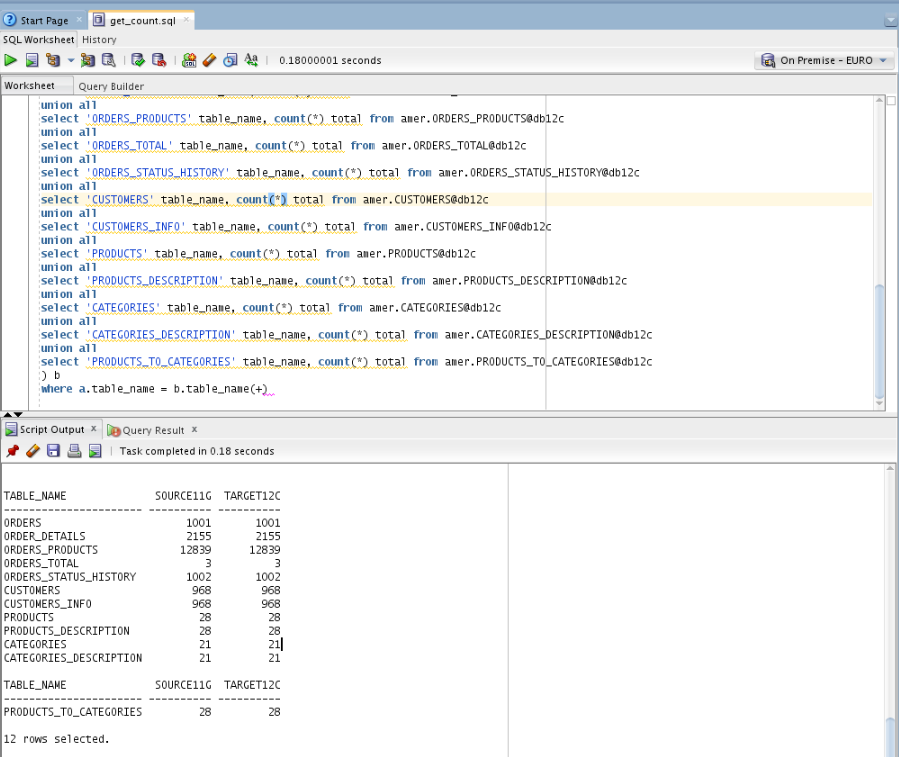 Start Page
get_count.sql
SQL Worksheet History
0.18000001 seconds
On Premise - EURO
Worksheet Query Builder
union all
select 'ORDERS_PRODUCTS' table_name, count(*) total from amer.ORDERS_PRODUCTS@db12c
union all
select 'ORDERS_TOTAL' table_name, count(*) total from amer.ORDERS_TOTAL@db12c
union all
select 'ORDERS_STATUS_HISTORY' table_name, count(*) total from amer.ORDERS_STATUS_HISTORY@db12c
union all
select 'CUSTOMERS' table_name, count(*) total from amer.CUSTOMERS@db12c
union all
select 'CUSTOMERS_INFO' table_name, count(*) total from amer.CUSTOMERS_INFO@db12c
union all
select 'PRODUCTS' table_name, count(*) total from amer.PRODUCTS@db12c
union all
select 'PRODUCTS_DESCRIPTION' table_name, count(*) total from amer.PRODUCTS_DESCRIPTION@db12c
union all
select 'CATEGORIES' table_name, count(*) total from amer.CATEGORIES@db12c
union all
select 'CATEGORIES_DESCRIPTION' table_name, count(*) total from amer.CATEGORIES_DESCRIPTION@db12c
union all
select 'PRODUCTS_TO_CATEGORIES' table_name, count(*) total from amer.PRODUCTS_TO_CATEGORIES@db12c
) b
where a.table_name = b.table_name(+)
Script Output x Query Result x
Task completed in 0.18 seconds
TABLE_NAME SOURCE11G TARGET12C
---------------------- ---------- ----------
ORDERS 1001 1001
ORDER_DETAILS 2155 2155
ORDERS_PRODUCTS 12839 12839
ORDERS_TOTAL 3 3
ORDERS_STATUS_HISTORY 1002 1002
CUSTOMERS 968 968
CUSTOMERS_INFO 968 968
PRODUCTS 28 28
PRODUCTS_DESCRIPTION 28 28
CATEGORIES 21 21
CATEGORIES_DESCRIPTION 21 21
TABLE_NAME SOURCE11G TARGET12C
---------------------- ---------- ----------
PRODUCTS_TO_CATEGORIES 28 28
12 rows selected.